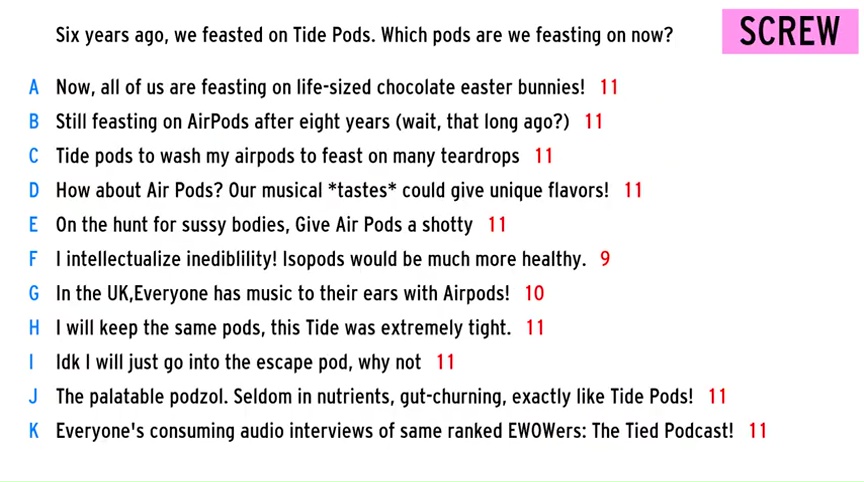 Six years ago, we feasted on Tide Pods. Which pods are we feasting on now?
SCREW
A Now, all of us are feasting on life-sized chocolate easter bunnies! 11
B Still feasting on AirPods after eight years (wait, that long ago?) 11
C Tide pods to wash my airpods to feast on many teardrops 11
D How about Air Pods? Our musical *tastes* could give unique flavors! 11
E On the hunt for sussy bodies, Give Air Pods a shotty 11
F I intellectualize inediblility! Isopods would be much more healthy. 9
G In the UK,Everyone has music to their ears with Airpods! 10
H I will keep the same pods, this Tide was extremely tight. 11
I Idk I will just go into the escape pod, why not 11
J The palatable podzol. Seldom in nutrients, gut-churning, exactly like Tide Pods! 11
K Everyone's consuming audio interviews of same ranked EWOWers: The Tied Podcast! 11